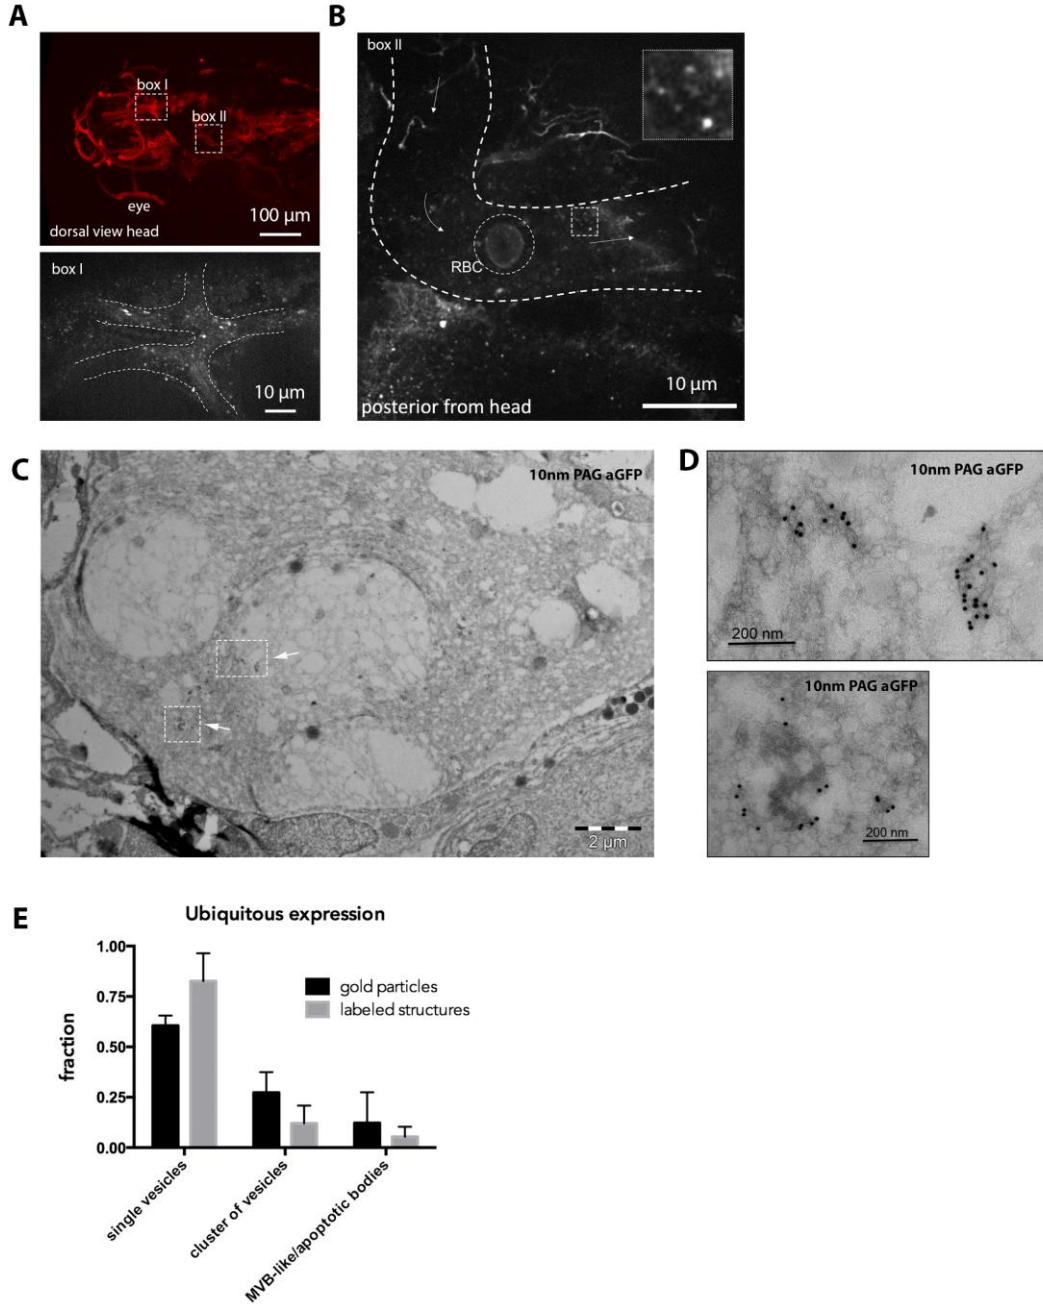 A
box I
box II
eye
100 µm
dorsal view head
box I
10 µm
B
box II
RBC
10 µm
posterior from head
C
10nm PAG aGFP
2 µm
D
10nm PAG aGFP
200 nm
10nm PAG aGFP
200 nm
E
Ubiquitous expression
1.00
0.75
0.50
0.25
0.00
fraction
gold particles
labeled structures
single vesicles
cluster of vesicles
MVB-like/apoptotic bodies